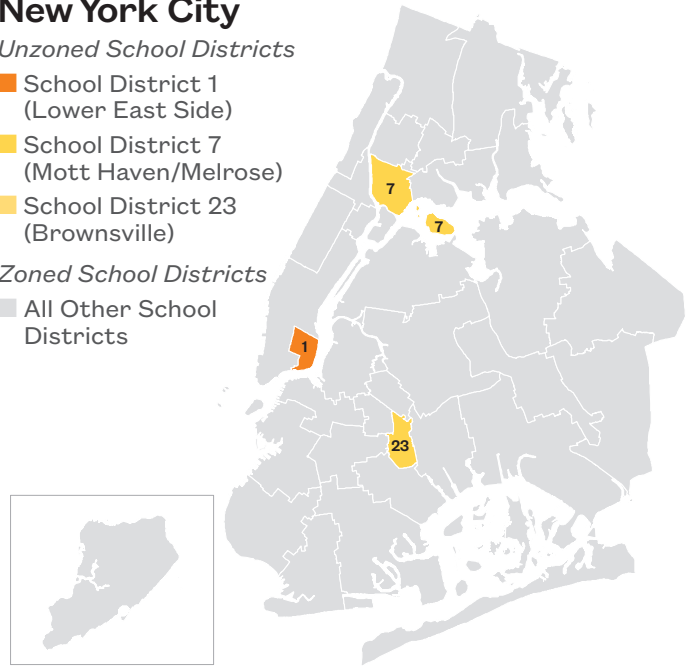 New York City
Unzoned School Districts
School District 1
(Lower East Side)
School District 7
(Mott Haven/Melrose)
School District 23
(Brownsville)
Zoned School Districts
All Other School
Districts
7
7
1
23